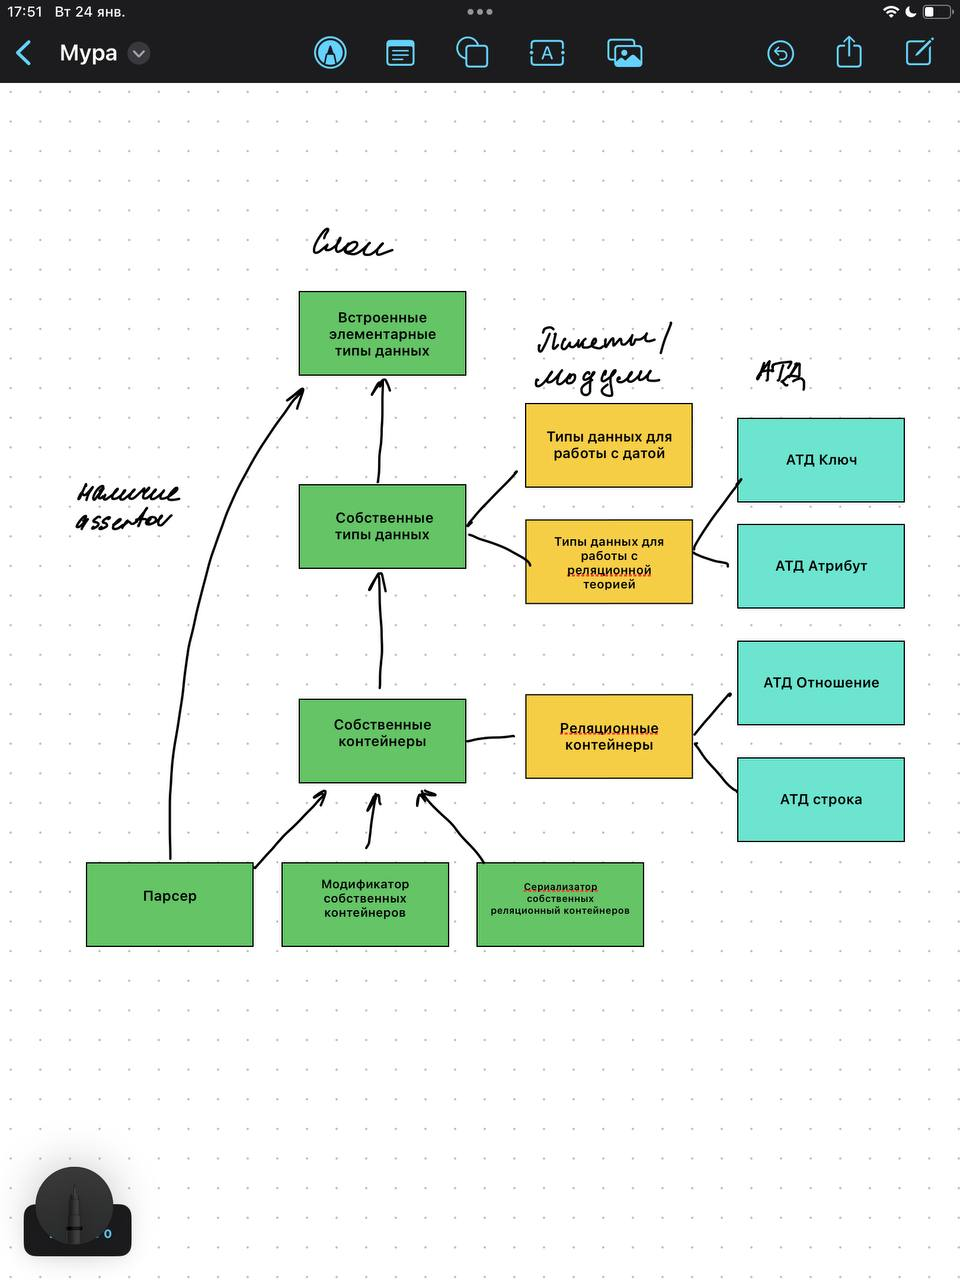 17:51 Вт 24 янв.
Мура
A
Слои
Встроенные
элементарные
типы данных
Пакеты/
модули
АТД
Типы данных для
работы с датой
АТД Ключ
наличие
Собственные
типы данных
Типы данных для
работы с
реляционной
теорией
АТД Атрибут
АТД Отношение
Собственные
контейнеры
Реляционные
контейнеры
АТД строка
Парсер
Модификатор
собственных
контейнеров
Сериализатор
собственных
реляционный контейнеров